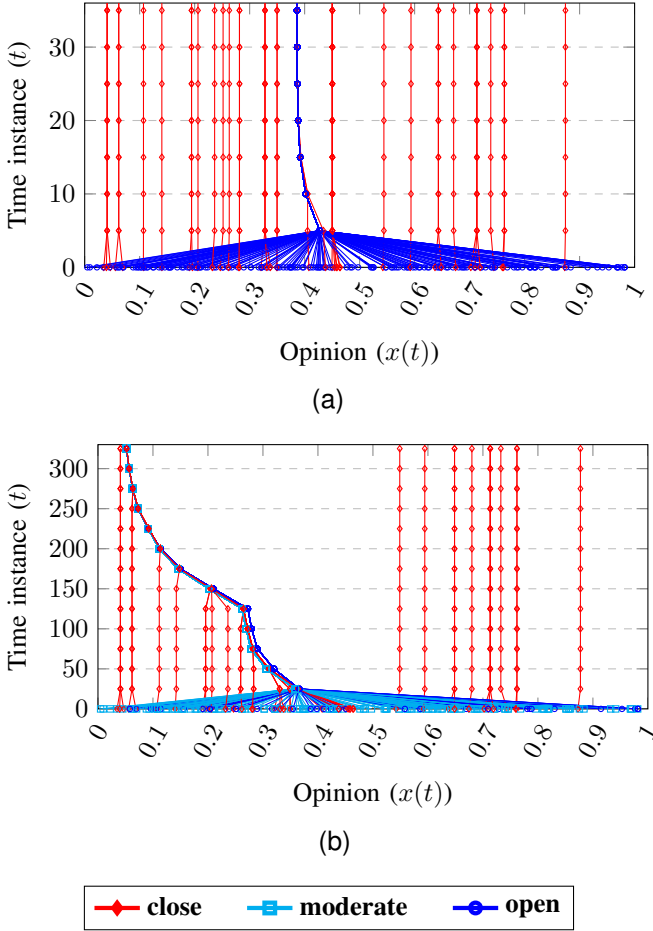 30
20
10
0
Time instance (t)
0 0.1 0.2 0.3 0.4 0.5 0.6 0.7 0.8 0.9 1
Opinion (x(t))
(a)
300
250
200
150
100
50
0
Time instance (t)
0 0.1 0.2 0.3 0.4 0.5 0.6 0.7 0.8 0.9 1
Opinion (x(t))
(b)
close moderate open